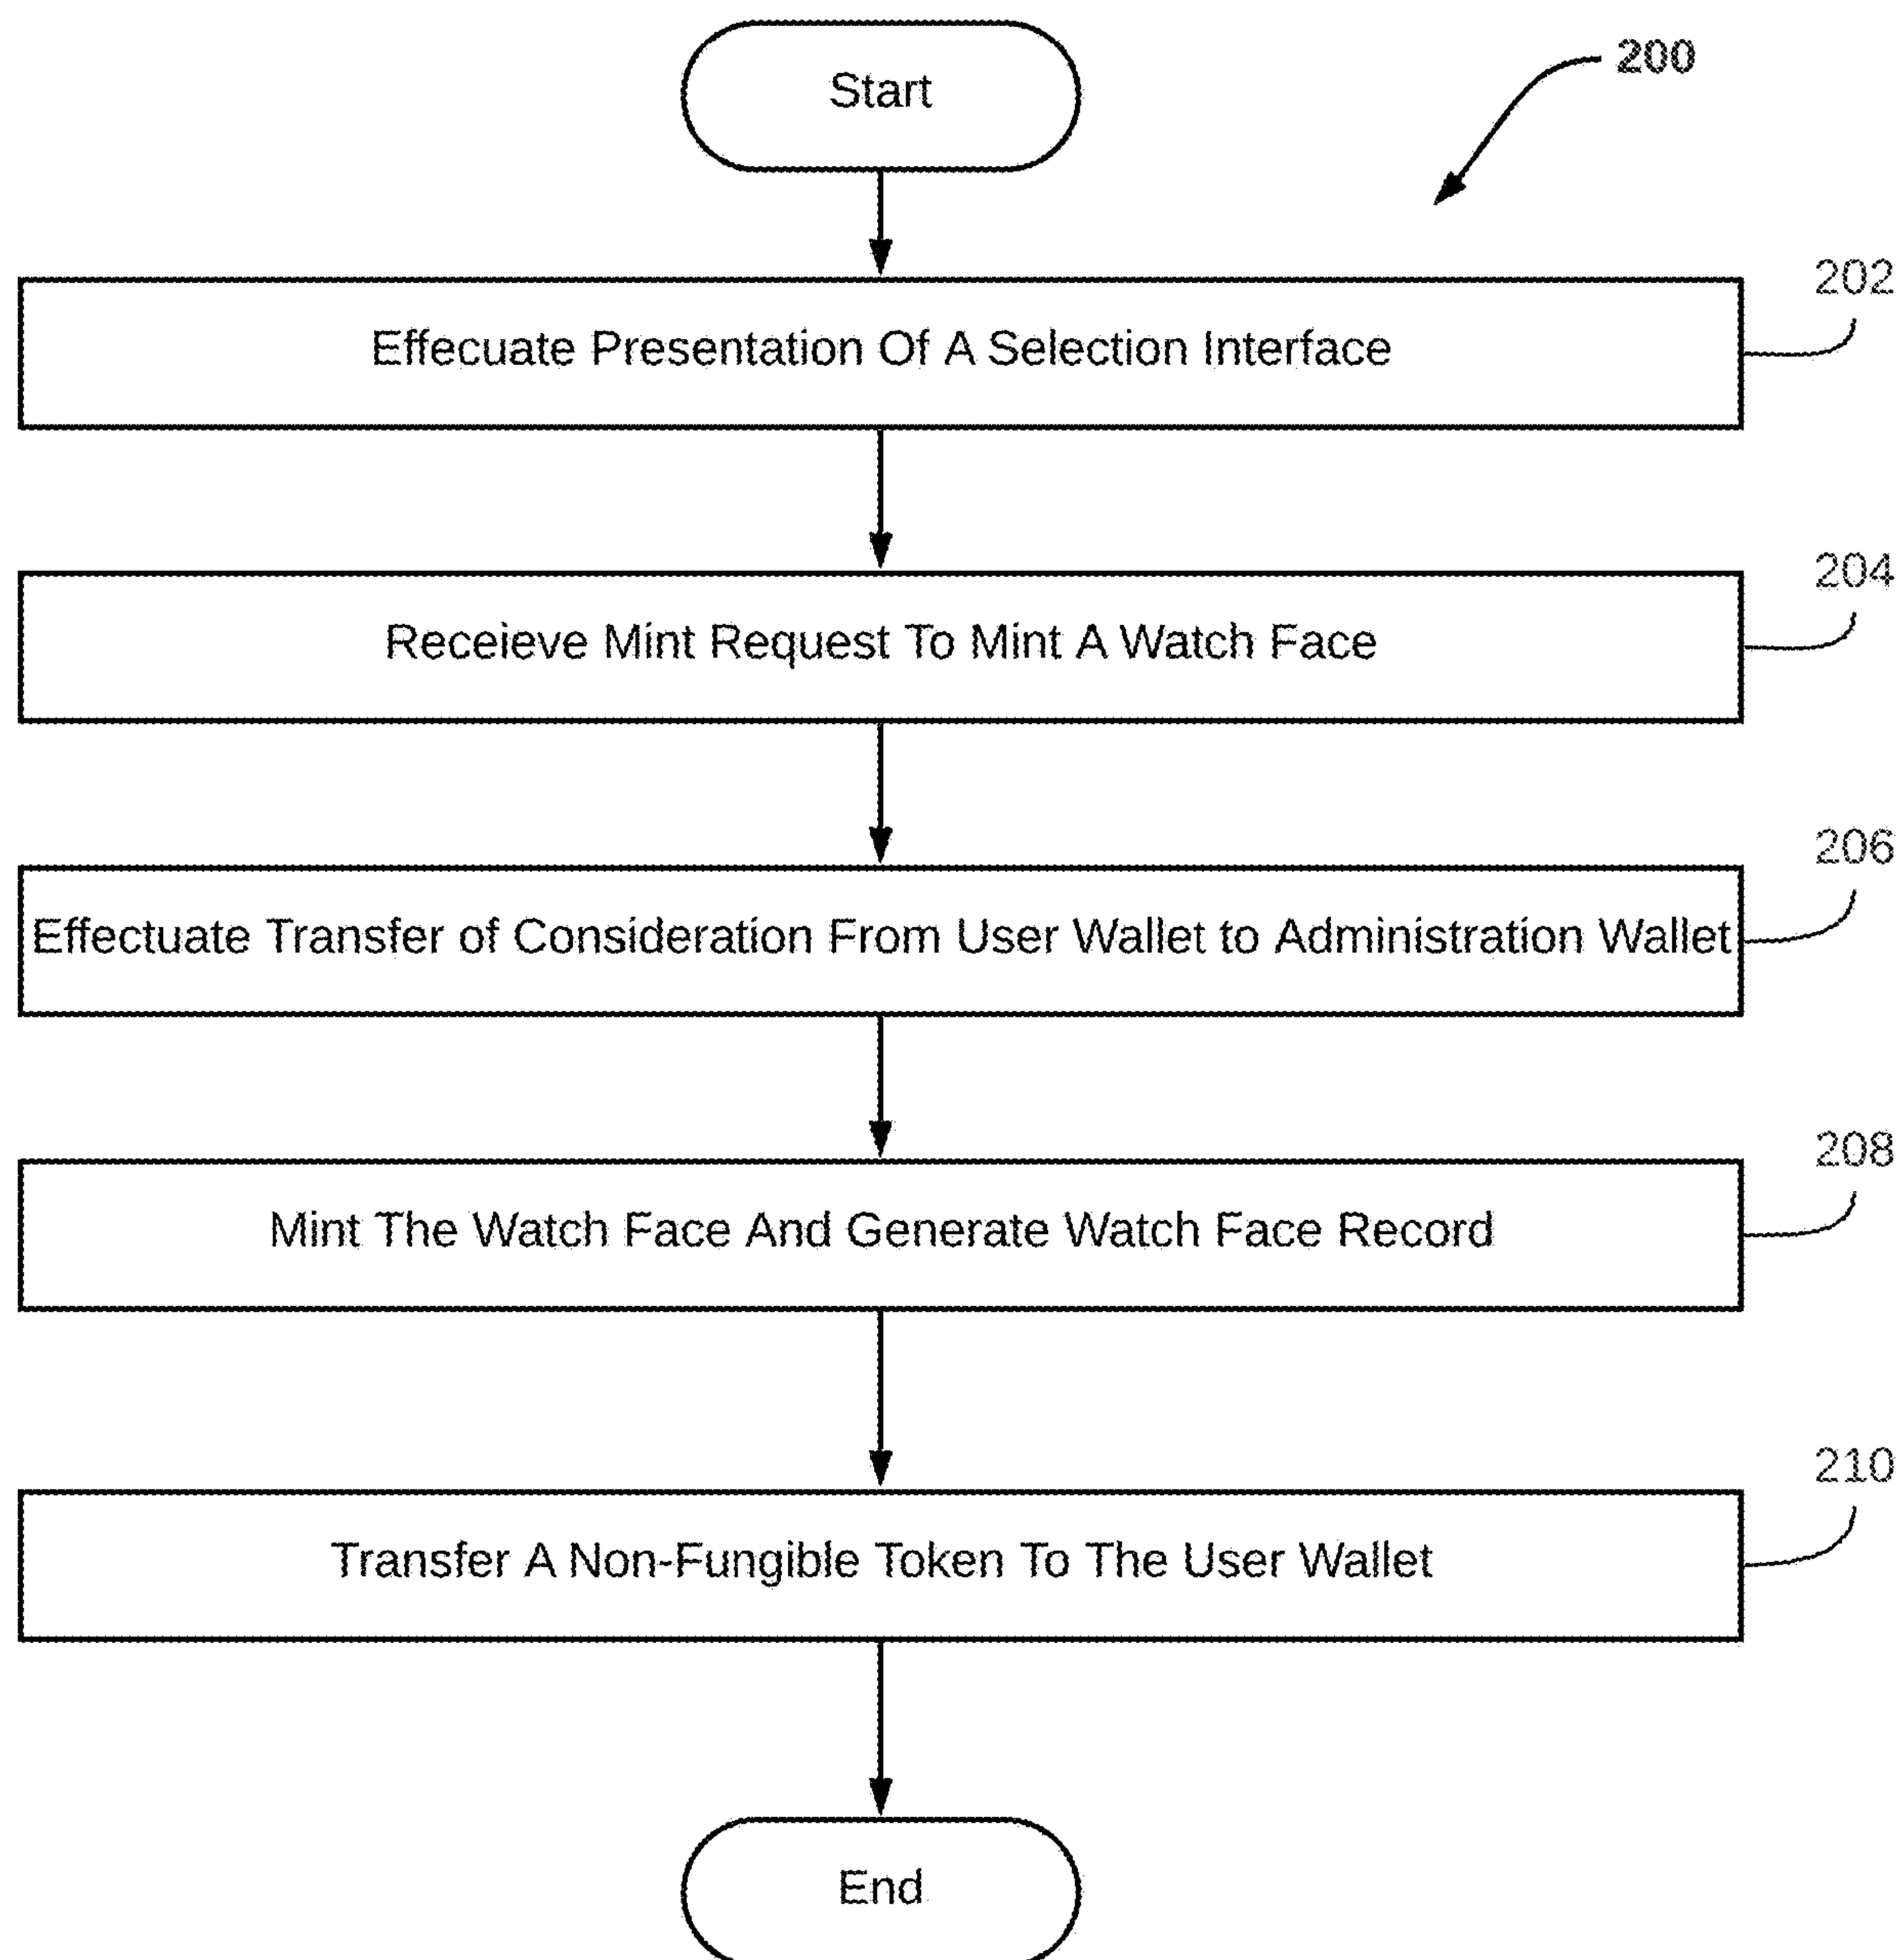 Start
200
202
Effecuate Presentation Of A Selection Interface
204
Receieve Mint Request To Mint A Watch Face
206
Effectuate Transfer of Consideration From User Wallet to Administration Wallet
208
Mint The Watch Face And Generate Watch Face Record
210
Transfer A Non-Fungible Token To The User Wallet
End